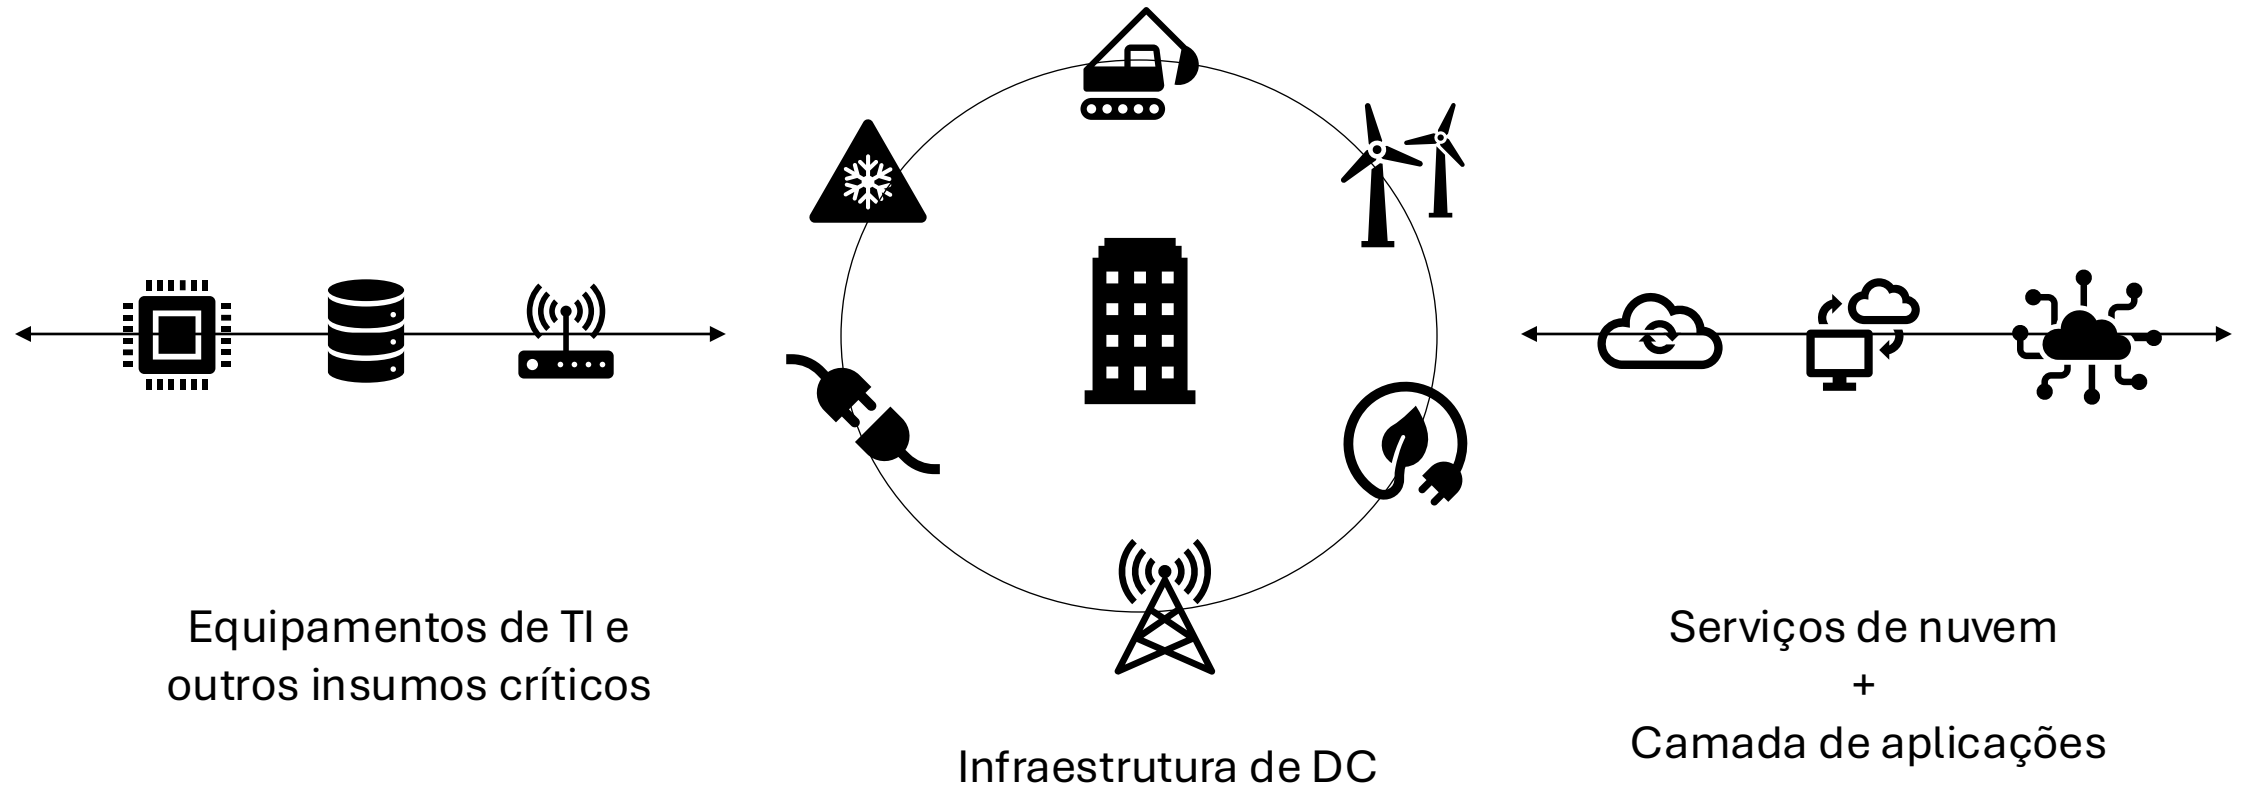 Equipamentos de TI e
outros insumos críticos
Infraestrutura de DC
Serviços de nuvem
+
Camada de aplicações